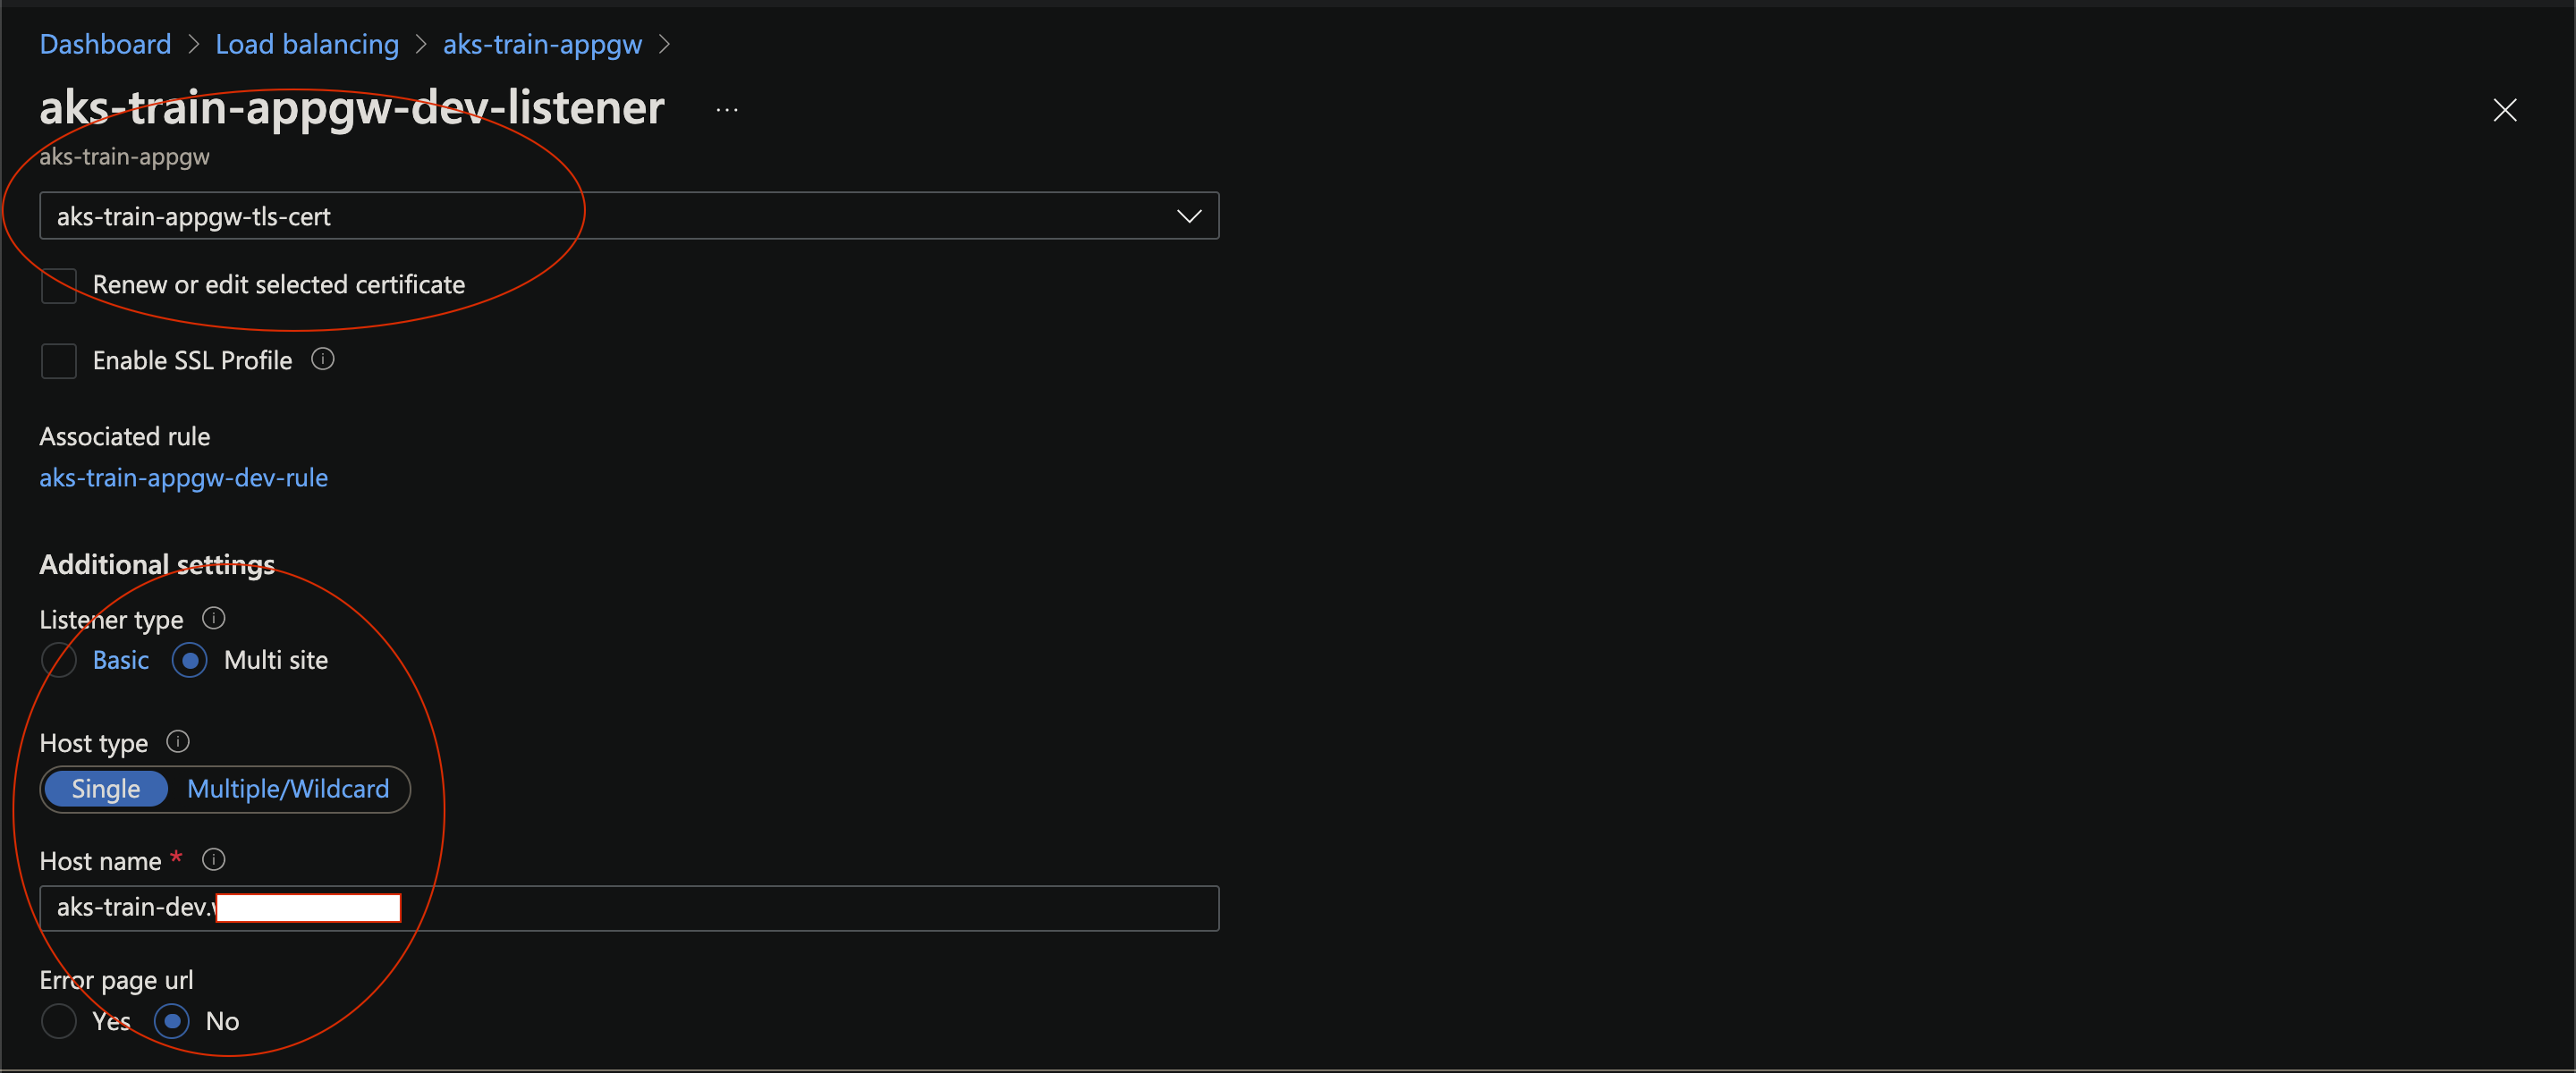 Dashboard > Load balancing > aks-train-appgw >
aks-train-appgw-dev-listener ...
aks-train-appgw
aks-train-appgw-tls-cert
Renew or edit selected certificate
Enable SSL Profile
Associated rule
aks-train-appgw-dev-rule
Additional settings
Listener type
Basic Multi site
Host type
Single Multiple/Wildcard
Host name *
aks-train-dev.
Error page url
Yes No